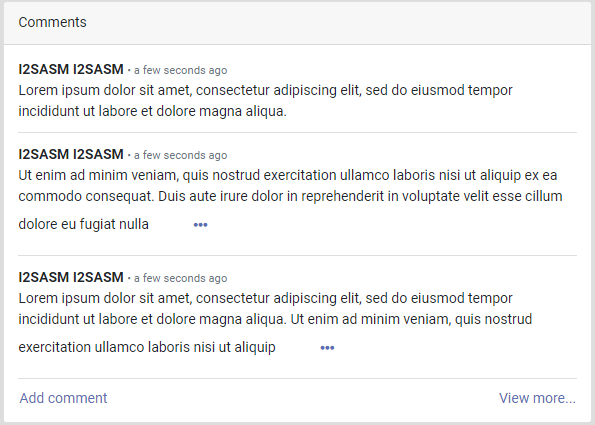 Comments
I2SASM I2SASM • a few seconds ago
Lorem ipsum dolor sit amet, consectetur adipiscing elit, sed do eiusmod tempor
incididunt ut labore et dolore magna aliqua.
I2SASM I2SASM • a few seconds ago
Ut enim ad minim veniam, quis nostrud exercitation ullamco laboris nisi ut aliquip ex ea
commodo consequat. Duis aute irure dolor in reprehenderit in voluptate velit esse cillum
dolore eu fugiat nulla •••
I2SASM I2SASM • a few seconds ago
Lorem ipsum dolor sit amet, consectetur adipiscing elit, sed do eiusmod tempor
incididunt ut labore et dolore magna aliqua. Ut enim ad minim veniam, quis nostrud
exercitation ullamco laboris nisi ut aliquip •••
Add comment View more...